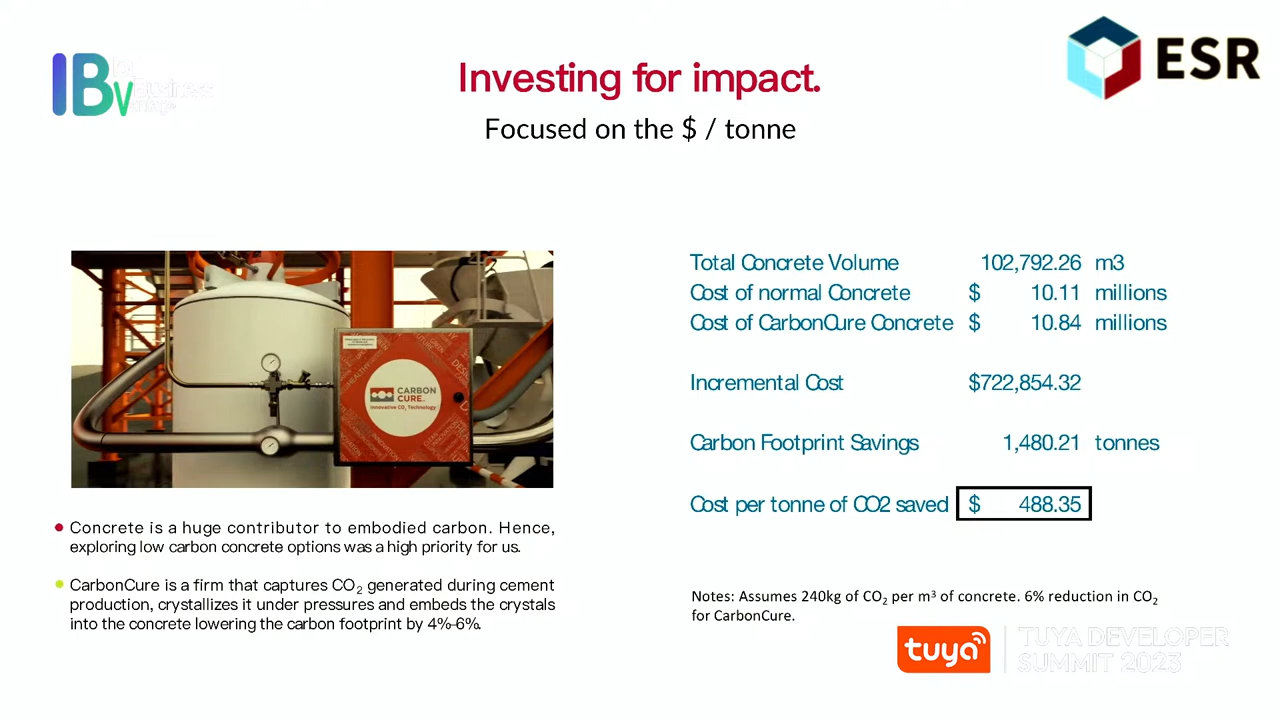 IBV
Business
ESR
Investing for impact.
Focused on the $ / tonne
CARBON
CURE.
Innovative CO₂ Technology
Total Concrete Volume 102,792.26 m3
Cost of normal Concrete $ 10.11 millions
Cost of CarbonCure Concrete $ 10.84 millions
Incremental Cost $722,854.32
Carbon Footprint Savings 1,480.21 tonnes
Cost per tonne of CO2 saved $ 488.35
Concrete is a huge contributor to embodied carbon. Hence,
exploring low carbon concrete options was a high priority for us.
CarbonCure is a firm that captures CO₂ generated during cement
production, crystallizes it under pressures and embeds the crystals
into the concrete lowering the carbon footprint by 4%-6%.
Notes: Assumes 240kg of CO₂ per m³ of concrete. 6% reduction in CO₂
for CarbonCure.
tuya
TUYA DEVELOPER
SUMMIT 2023